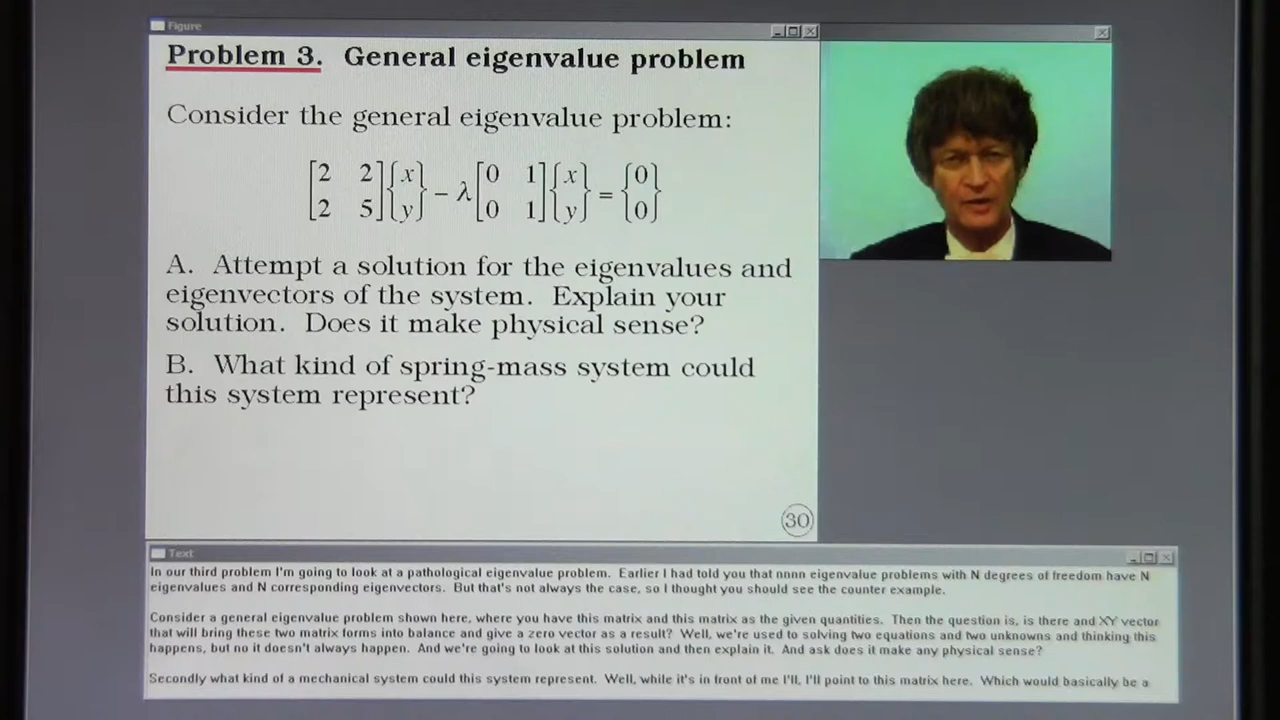 Figure
Problem 3. General eigenvalue problem
Consider the general eigenvalue problem:
[2 2; 2 5]{x; y} − λ[0 1; 0 1]{x; y} = {0; 0}
A. Attempt a solution for the eigenvalues and
eigenvectors of the system. Explain your
solution. Does it make physical sense?
B. What kind of spring-mass system could
this system represent?
30
Text
In our third problem I'm going to look at a pathological eigenvalue problem. Earlier I had told you that nnnn eigenvalue problems with N degrees of freedom have N
eigenvalues and N corresponding eigenvectors. But that's not always the case, so I thought you should see the counter example.
Consider a general eigenvalue problem shown here, where you have this matrix and this matrix as the given quantities. Then the question is, is there and XY vector
that will bring these two matrix forms into balance and give a zero vector as a result? Well, we're used to solving two equations and two unknowns and thinking this
happens, but no it doesn't always happen. And we're going to look at this solution and then explain it. And ask does it make any physical sense?
Secondly what kind of a mechanical system could this system represent. Well, while it's in front of me I'll, I'll point to this matrix here. Which would basically be a